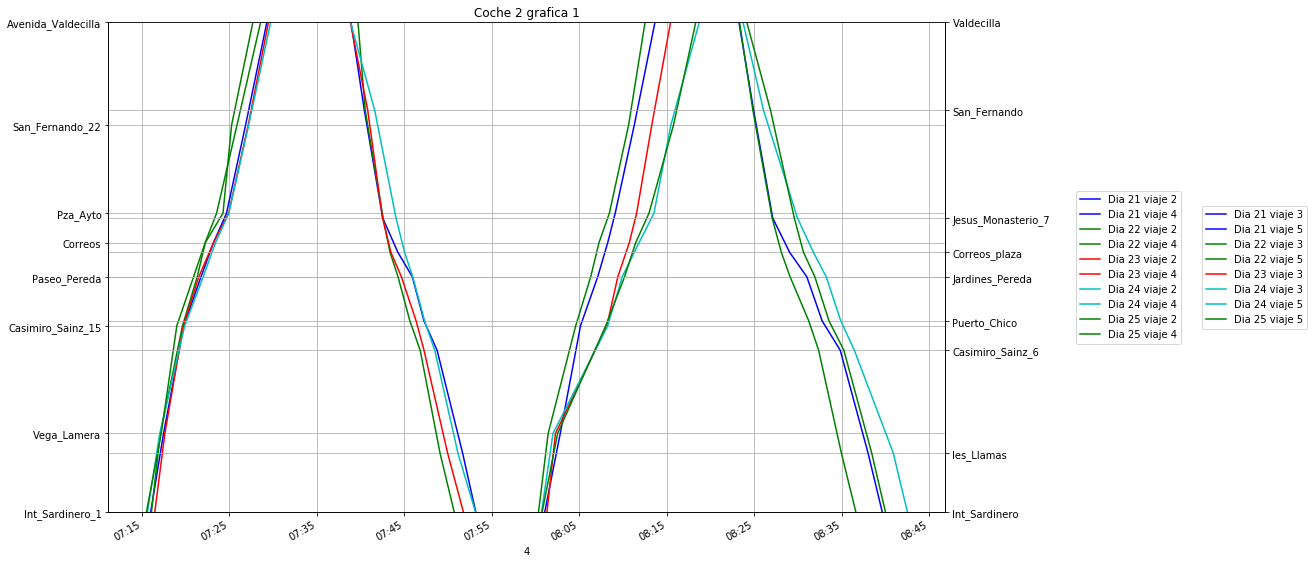 Coche 2 grafica 1
Avenida_Valdecilla
San_Fernando_22
Pza_Ayto
Correos
Paseo_Pereda
Casimiro_Sainz_15
Vega_Lamera
Int_Sardinero_1
Valdecilla
San_Fernando
Jesus_Monasterio_7
Correos_plaza
Jardines_Pereda
Puerto_Chico
Casimiro_Sainz_6
Ies_Llamas
Int_Sardinero
07:15
07:25
07:35
07:45
07:55
08:05
08:15
08:25
08:35
08:45
4
Dia 21 viaje 2
Dia 21 viaje 4
Dia 22 viaje 2
Dia 22 viaje 4
Dia 23 viaje 2
Dia 23 viaje 4
Dia 24 viaje 2
Dia 24 viaje 4
Dia 25 viaje 2
Dia 25 viaje 4
Dia 21 viaje 3
Dia 21 viaje 5
Dia 22 viaje 3
Dia 22 viaje 5
Dia 23 viaje 3
Dia 24 viaje 3
Dia 24 viaje 5
Dia 25 viaje 5